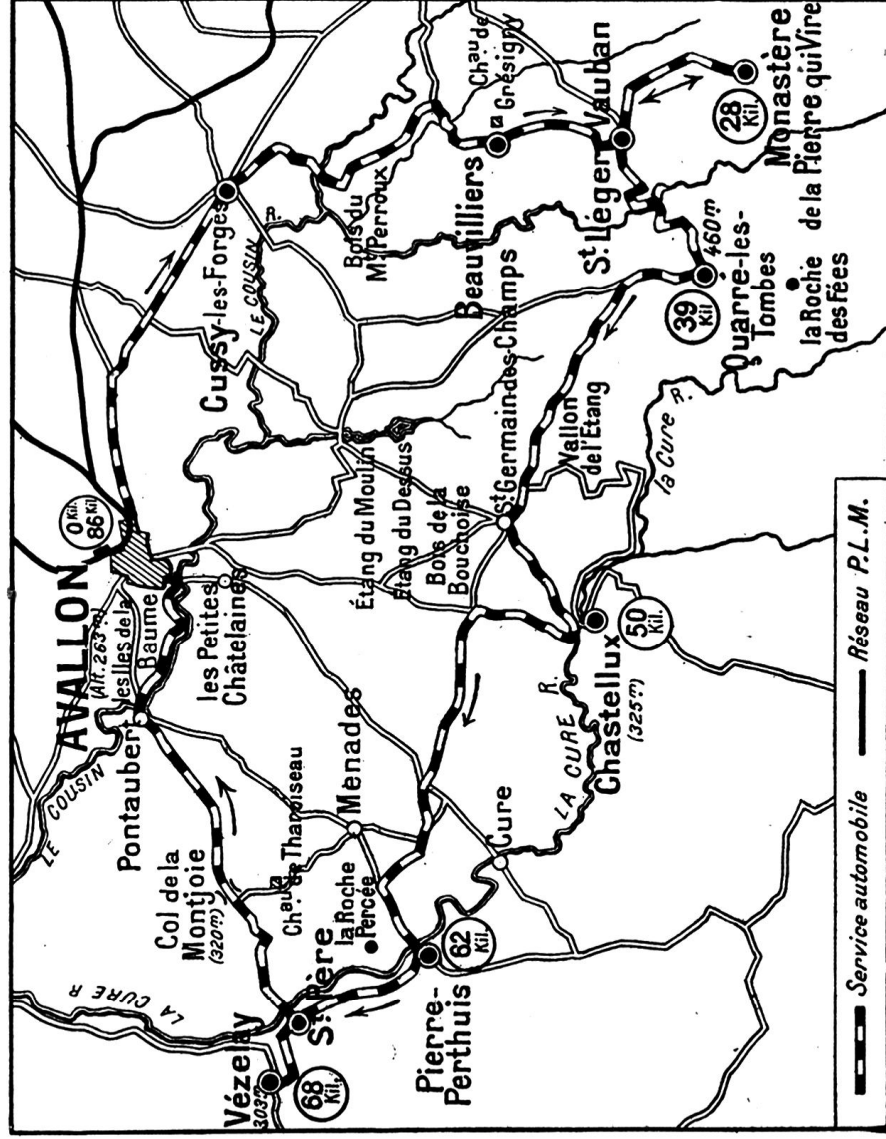 AVALLON
(Alt. 263m)
0 Kil.
86 Kil
les Iles de la
Baume
les Petites
Châtelaines
Pontaubert
LE COUSIN
Col de la
Montjoie
(320m)
Chau de Tharoiseau
Menades
la Roche
Percée
LA CURE R
Vézelay
303m
68
Kil.
St Père
Pierre-
Perthuis
62
Kil.
Cure
LA CURE R.
Chastellux
(325m)
50
Kil.
Étang du Moulin
Étang du Dessus
Bois de la
Bouchoise
St Germain-des-Champs
Vallon
de l'Etang
la Cure R.
Cussy-les-Forges
LE COUSIN R.
Bois du
Mt Perroux
Beauvilliers
Chau de
Grésigny
St Léger Vauban
28
Kil.
Monastère
de la Pierre qui Vire
39
Kil
460m
Quarré-les-
Tombes
la Roche
des Fées
Service automobile
Réseau P.L.M.